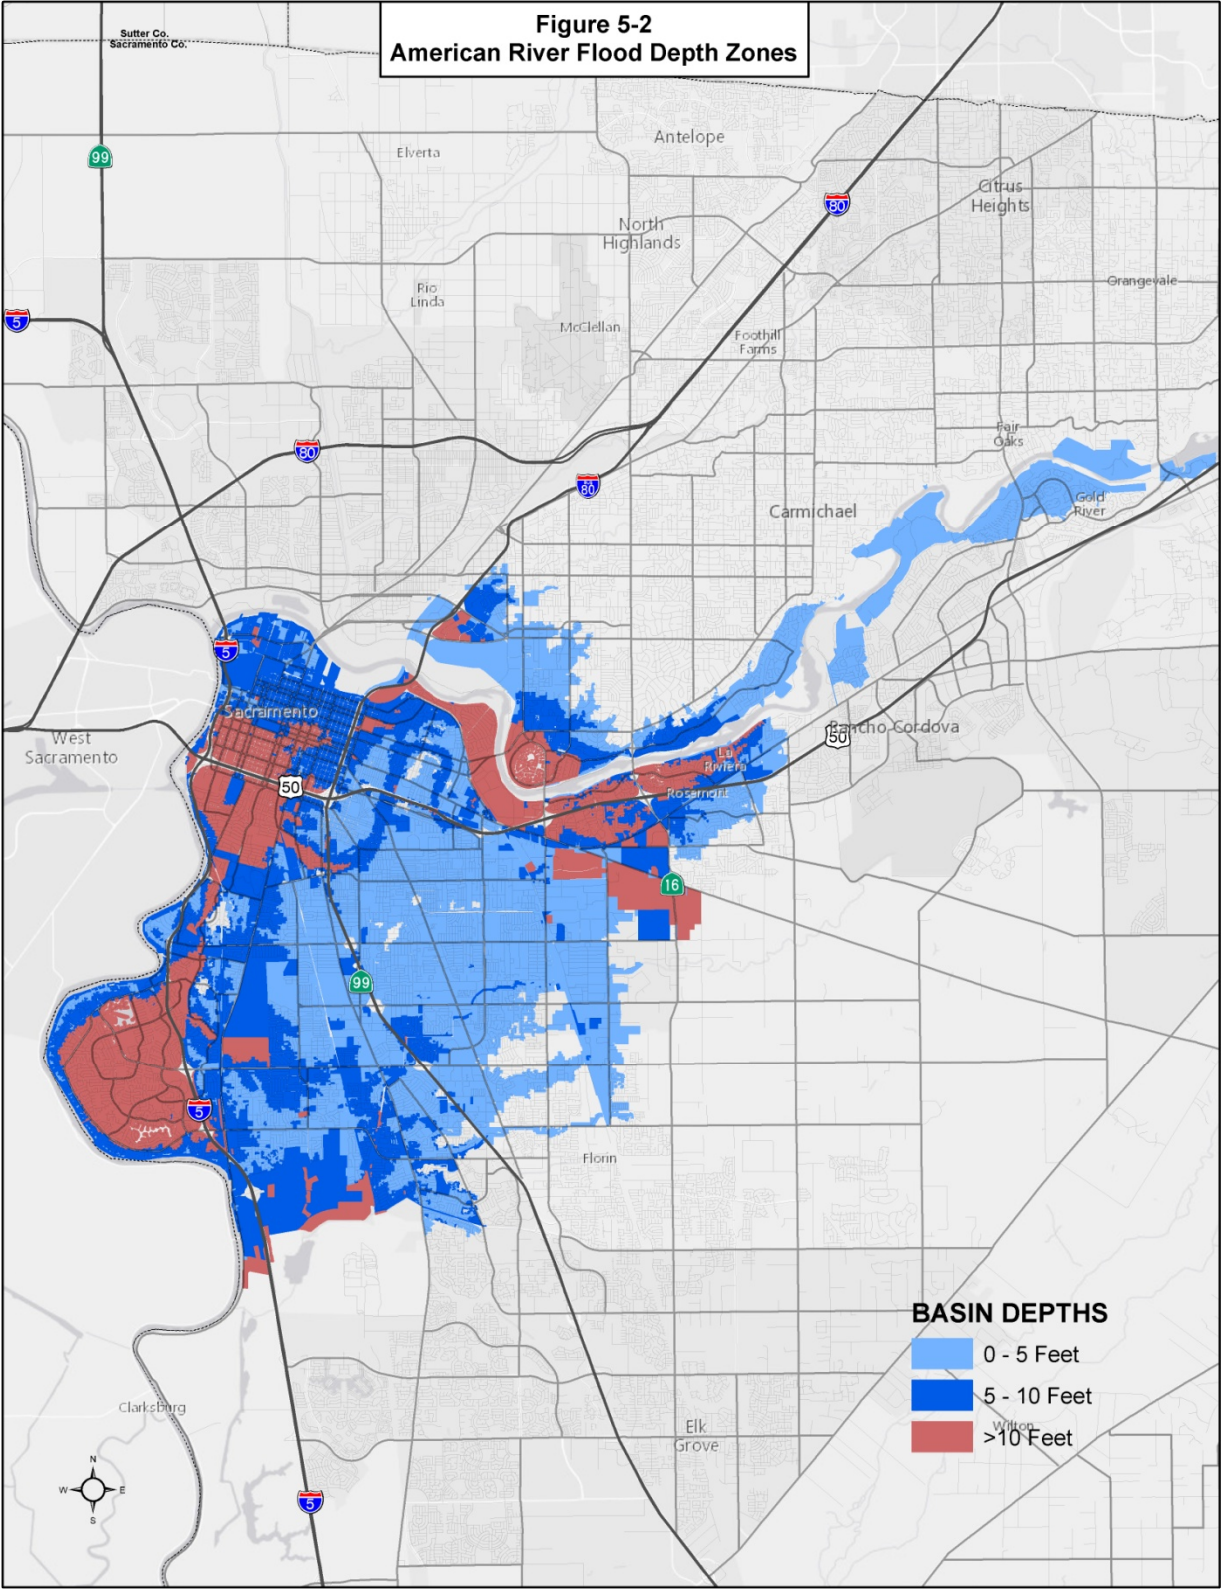 Figure 5-2
American River Flood Depth Zones
Sutter Co.
Sacramento Co.
99
Elverta
Antelope
80
Citrus
Heights
North
Highlands
Rio
Linda
Orangevale
5
McClellan
Foothill
Farms
80
Fair
Oaks
80
Carmichael
Gold
River
5
Sacramento
West
Sacramento
Rancho Cordova
50
La
Riviera
50
Rosemont
16
99
5
Florin
BASIN DEPTHS
0 - 5 Feet
5 - 10 Feet
>10 Feet
Wilton
Clarksburg
Elk
Grove
N
W
E
S
5